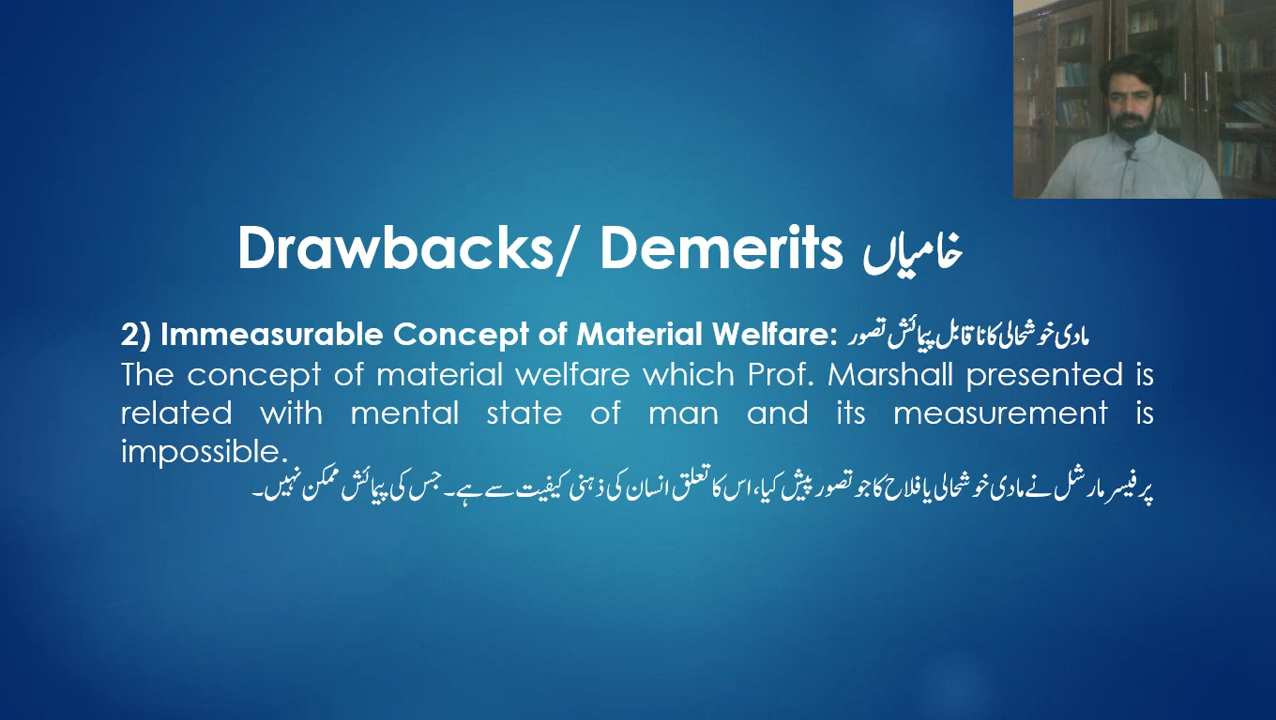 Drawbacks/ Demerits خامیاں
2) Immeasurable Concept of Material Welfare: مادی خوشحالی کا نا قابل پیمائش تصور
The concept of material welfare which Prof. Marshall presented is
related with mental state of man and its measurement is
impossible.
پرفیسر مارشل نے مادی خوشحالی یا فلاح کا جو تصور پیش کیا، اس کا تعلق انسان کی ذہنی کیفیت سے ہے۔ جس کی پیمائش ممکن نہیں۔